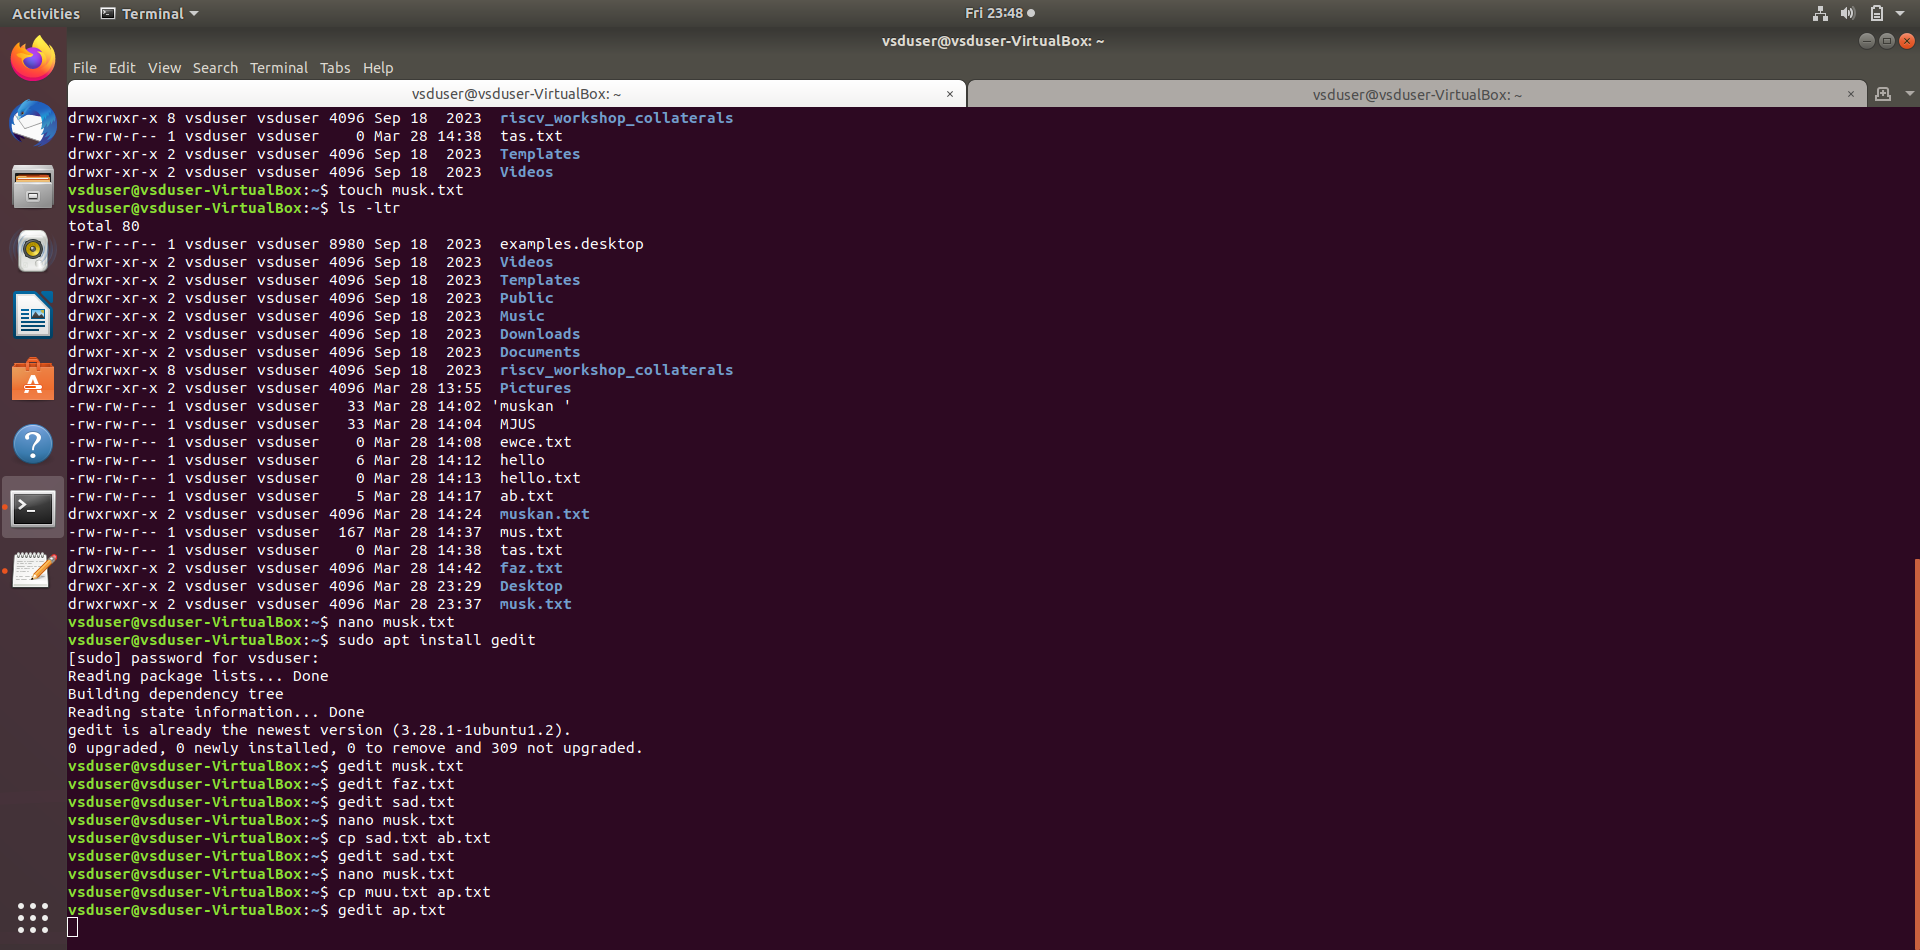 Activities Terminal Fri 23:48
vsduser@vsduser-VirtualBox: ~
File Edit View Search Terminal Tabs Help
vsduser@vsduser-VirtualBox: ~ × vsduser@vsduser-VirtualBox: ~ ×
drwxrwxr-x 8 vsduser vsduser 4096 Sep 18  2023  riscv_workshop_collaterals
-rw-rw-r-- 1 vsduser vsduser    0 Mar 28 14:38  tas.txt
drwxr-xr-x 2 vsduser vsduser 4096 Sep 18  2023  Templates
drwxr-xr-x 2 vsduser vsduser 4096 Sep 18  2023  Videos
vsduser@vsduser-VirtualBox:~$ touch musk.txt
vsduser@vsduser-VirtualBox:~$ ls -ltr
total 80
-rw-r--r-- 1 vsduser vsduser 8980 Sep 18  2023  examples.desktop
drwxr-xr-x 2 vsduser vsduser 4096 Sep 18  2023  Videos
drwxr-xr-x 2 vsduser vsduser 4096 Sep 18  2023  Templates
drwxr-xr-x 2 vsduser vsduser 4096 Sep 18  2023  Public
drwxr-xr-x 2 vsduser vsduser 4096 Sep 18  2023  Music
drwxr-xr-x 2 vsduser vsduser 4096 Sep 18  2023  Downloads
drwxr-xr-x 2 vsduser vsduser 4096 Sep 18  2023  Documents
drwxrwxr-x 8 vsduser vsduser 4096 Sep 18  2023  riscv_workshop_collaterals
drwxr-xr-x 2 vsduser vsduser 4096 Mar 28 13:55  Pictures
-rw-rw-r-- 1 vsduser vsduser   33 Mar 28 14:02 'muskan '
-rw-rw-r-- 1 vsduser vsduser   33 Mar 28 14:04  MJUS
-rw-rw-r-- 1 vsduser vsduser    0 Mar 28 14:08  ewce.txt
-rw-rw-r-- 1 vsduser vsduser    6 Mar 28 14:12  hello
-rw-rw-r-- 1 vsduser vsduser    0 Mar 28 14:13  hello.txt
-rw-rw-r-- 1 vsduser vsduser    5 Mar 28 14:17  ab.txt
drwxrwxr-x 2 vsduser vsduser 4096 Mar 28 14:24  muskan.txt
-rw-rw-r-- 1 vsduser vsduser  167 Mar 28 14:37  mus.txt
-rw-rw-r-- 1 vsduser vsduser    0 Mar 28 14:38  tas.txt
drwxrwxr-x 2 vsduser vsduser 4096 Mar 28 14:42  faz.txt
drwxr-xr-x 2 vsduser vsduser 4096 Mar 28 23:29  Desktop
drwxrwxr-x 2 vsduser vsduser 4096 Mar 28 23:37  musk.txt
vsduser@vsduser-VirtualBox:~$ nano musk.txt
vsduser@vsduser-VirtualBox:~$ sudo apt install gedit
[sudo] password for vsduser:
Reading package lists... Done
Building dependency tree
Reading state information... Done
gedit is already the newest version (3.28.1-1ubuntu1.2).
0 upgraded, 0 newly installed, 0 to remove and 309 not upgraded.
vsduser@vsduser-VirtualBox:~$ gedit musk.txt
vsduser@vsduser-VirtualBox:~$ gedit faz.txt
vsduser@vsduser-VirtualBox:~$ gedit sad.txt
vsduser@vsduser-VirtualBox:~$ nano musk.txt
vsduser@vsduser-VirtualBox:~$ cp sad.txt ab.txt
vsduser@vsduser-VirtualBox:~$ gedit sad.txt
vsduser@vsduser-VirtualBox:~$ nano musk.txt
vsduser@vsduser-VirtualBox:~$ cp muu.txt ap.txt
vsduser@vsduser-VirtualBox:~$ gedit ap.txt